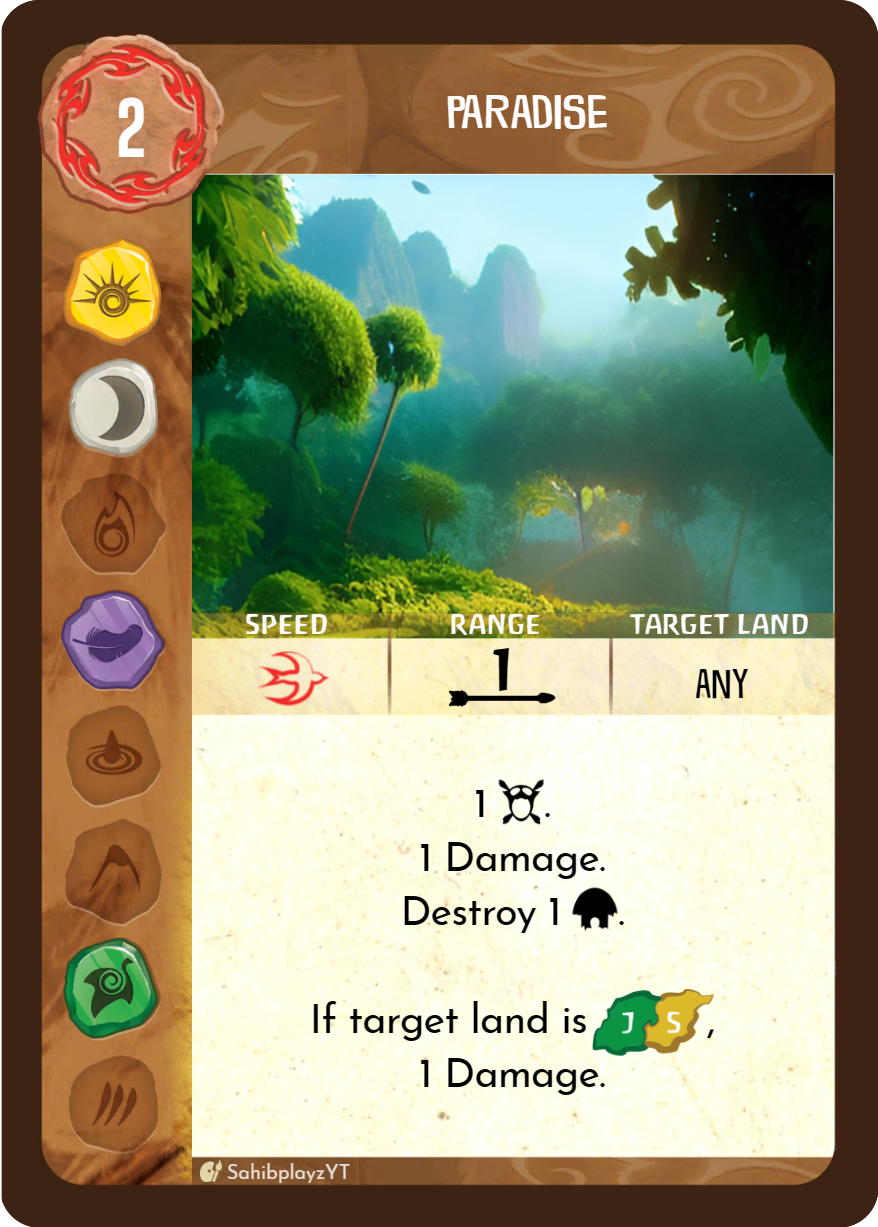 2
PARADISE
SPEED RANGE TARGET LAND
1 ANY
1 .
1 Damage.
Destroy 1 .
If target land is J S ,
1 Damage.
SahibplayzYT